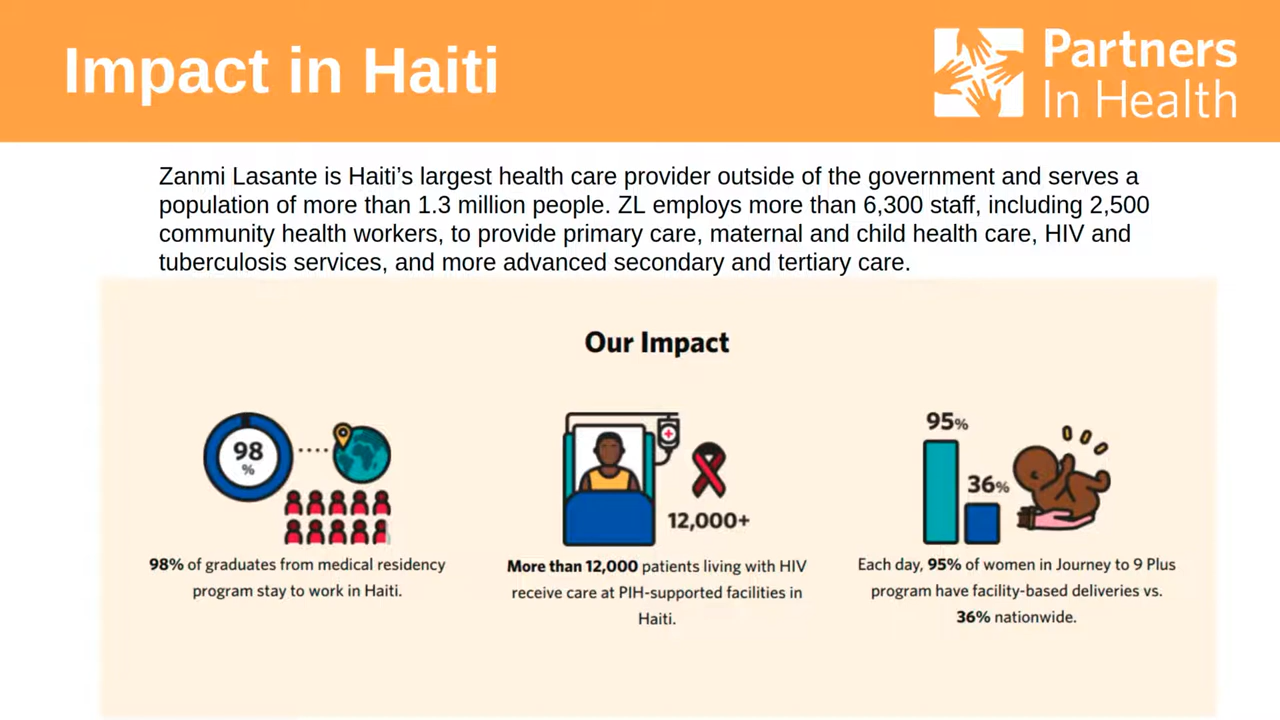 Impact in Haiti
Partners
In Health
Zanmi Lasante is Haiti’s largest health care provider outside of the government and serves a
population of more than 1.3 million people. ZL employs more than 6,300 staff, including 2,500
community health workers, to provide primary care, maternal and child health care, HIV and
tuberculosis services, and more advanced secondary and tertiary care.
Our Impact
98
%
98% of graduates from medical residency
program stay to work in Haiti.
12,000+
More than 12,000 patients living with HIV
receive care at PIH-supported facilities in
Haiti.
95%
36%
Each day, 95% of women in Journey to 9 Plus
program have facility-based deliveries vs.
36% nationwide.